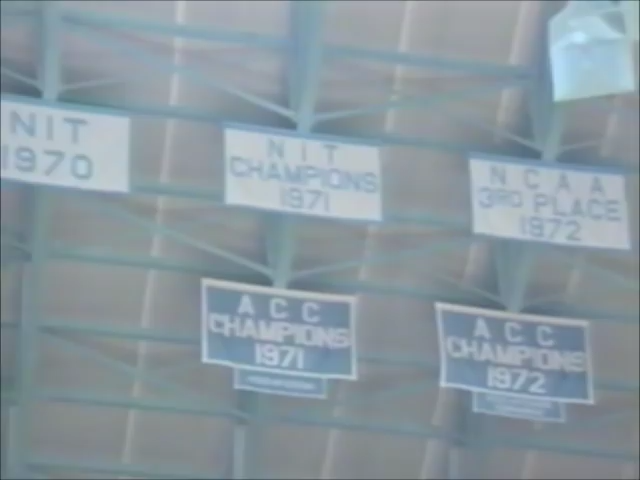 NIT
1970
NIT
CHAMPIONS
1971
NCAA
3RD PLACE
1972
ACC
CHAMPIONS
1971
ACC
CHAMPIONS
1972